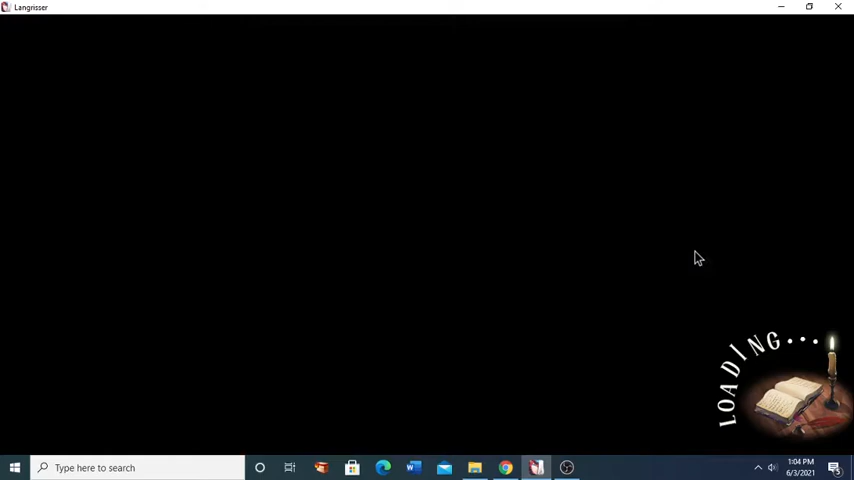 Langrisser
LOADING...
Type here to search
1:04 PM
6/3/2021